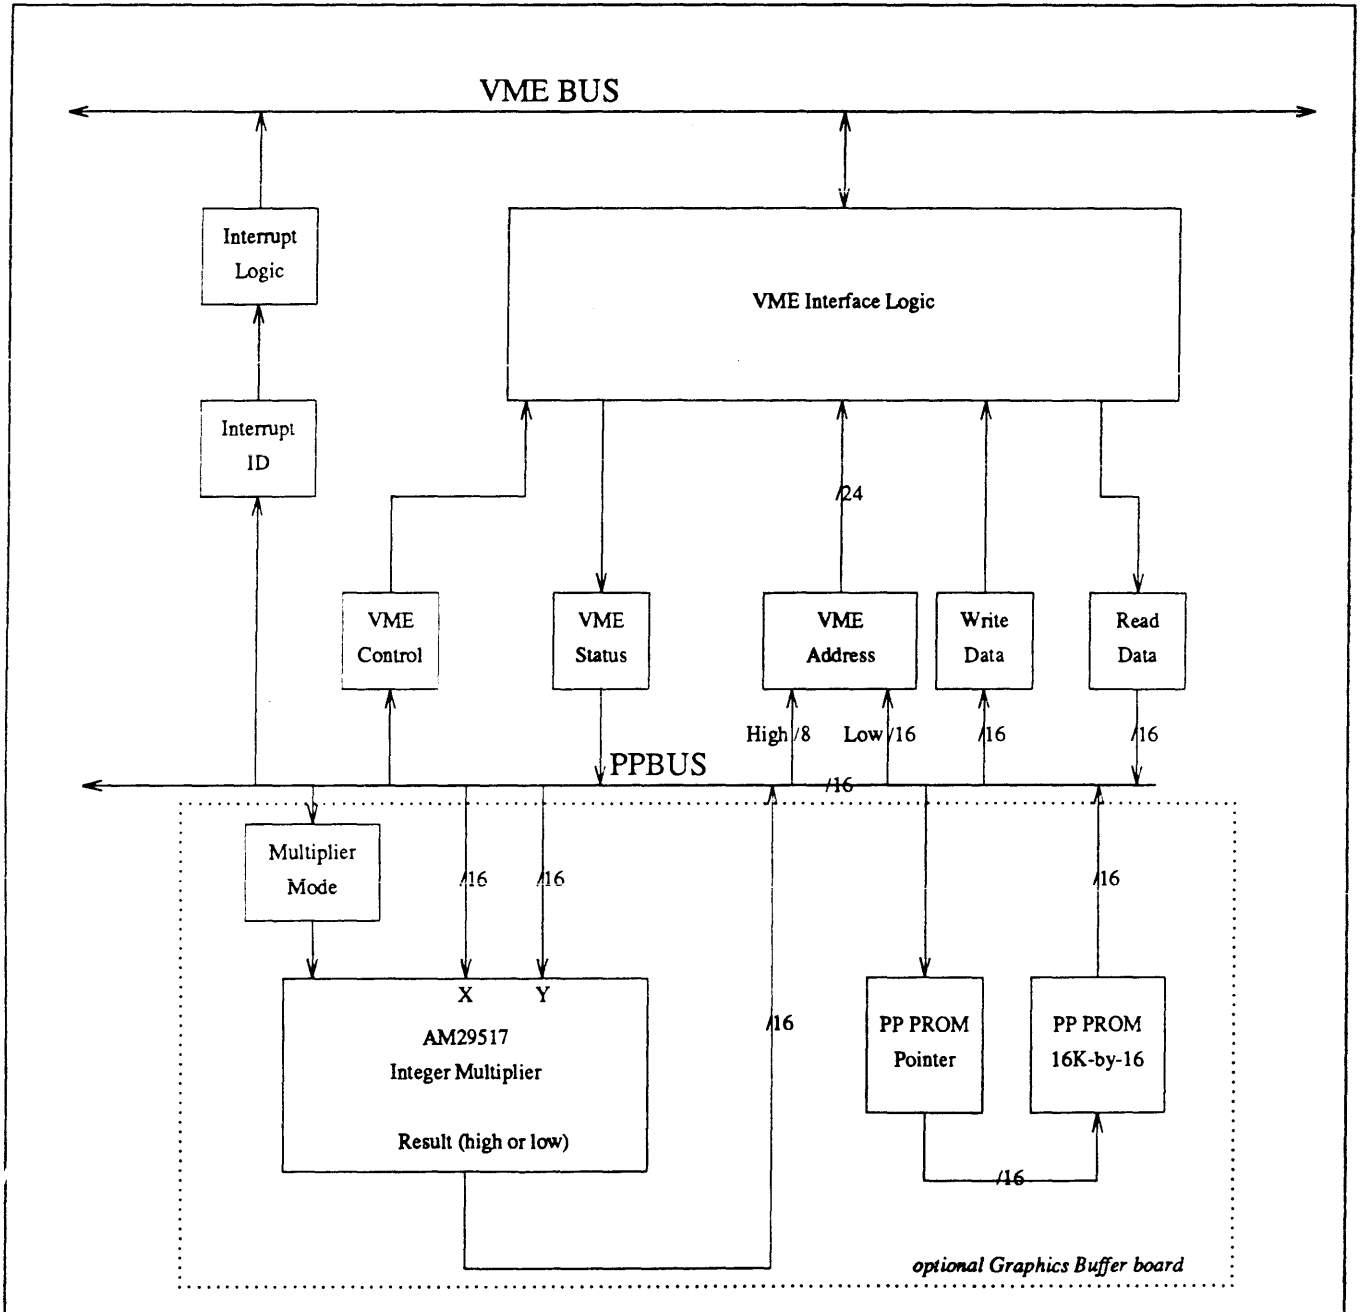 VME BUS
Interrupt
Logic
VME Interface Logic
Interrupt
ID
/24
VME
Control
VME
Status
VME
Address
Write
Data
Read
Data
High /8
Low /16
/16
/16
PPBUS
/16
Multiplier
Mode
/16
/16
/16
X
Y
AM29517
Integer Multiplier
Result (high or low)
/16
PP PROM
Pointer
PP PROM
16K-by-16
/16
optional Graphics Buffer board